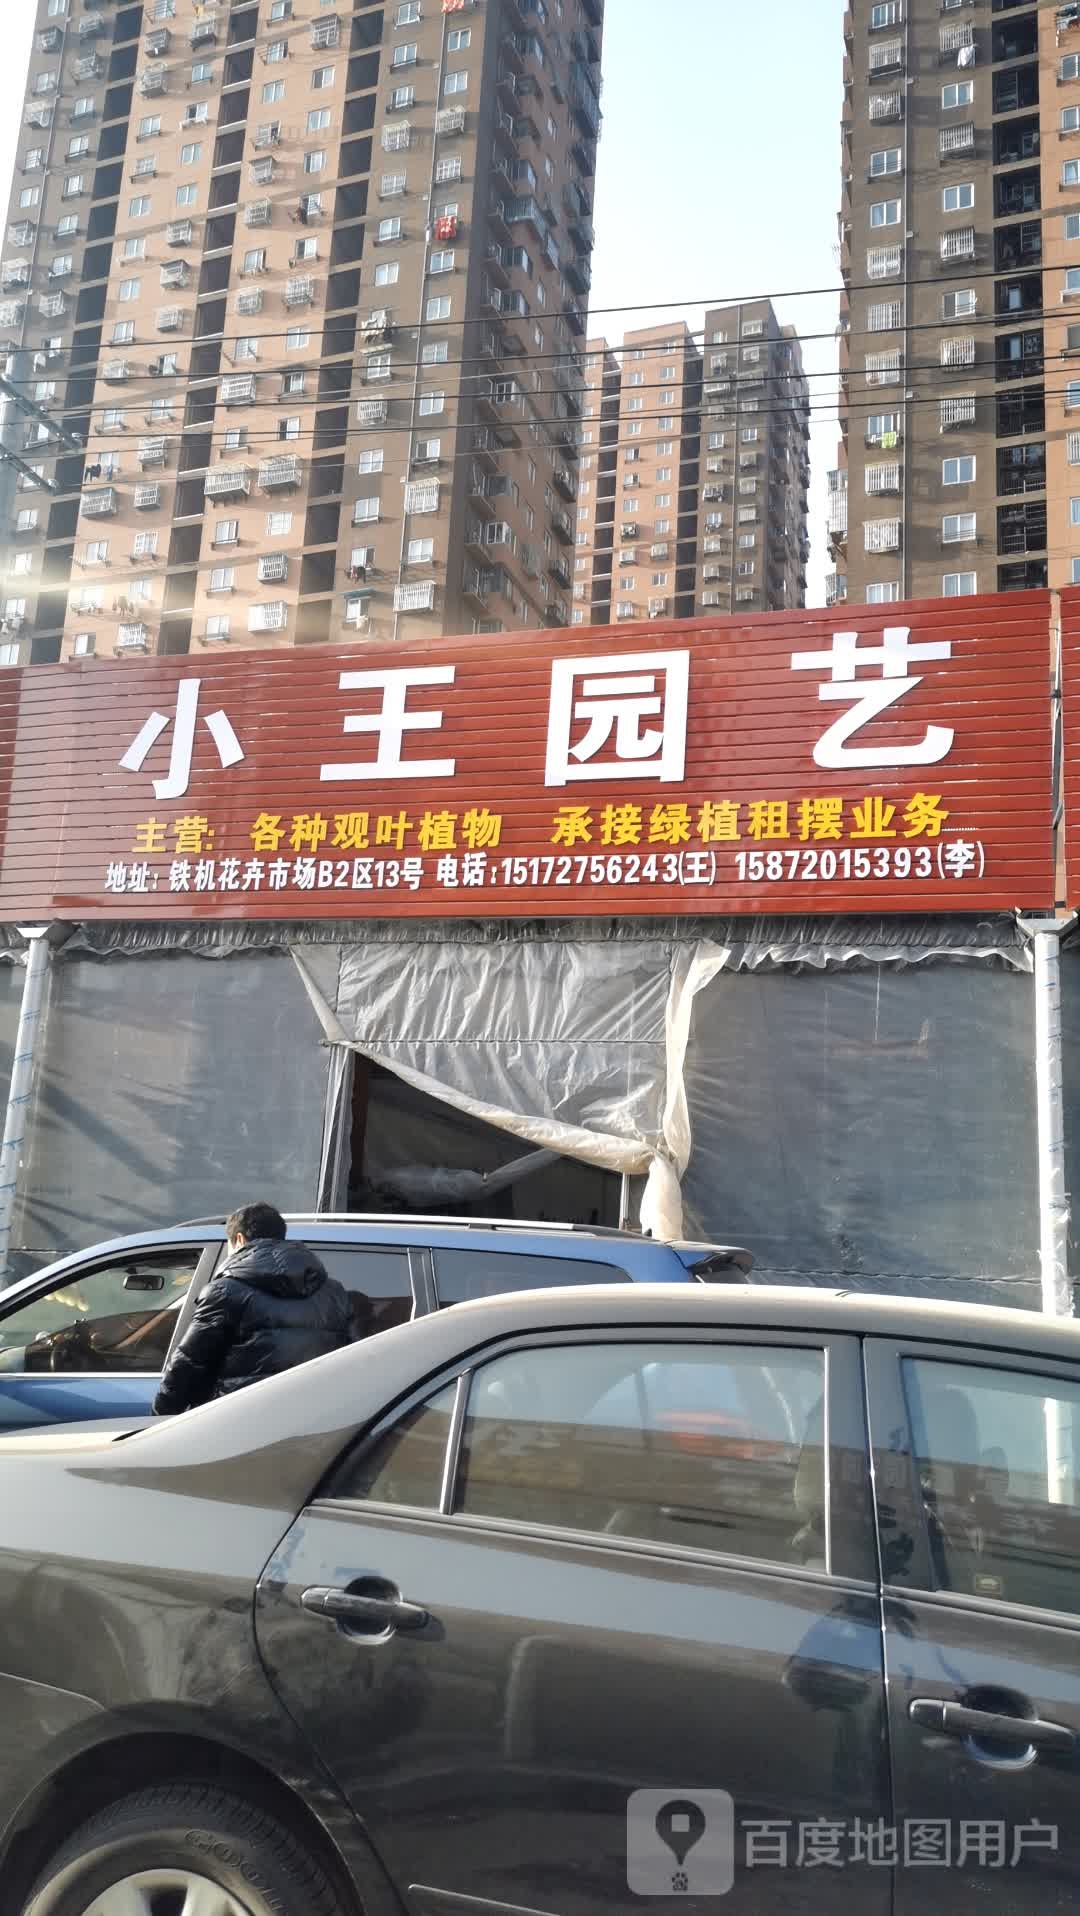 小王园艺
主营：各种观叶植物 承接绿植租摆业务
地址：铁机花卉市场B2区13号 电话：15172756243(王) 15872015393(李)
百度地图用户